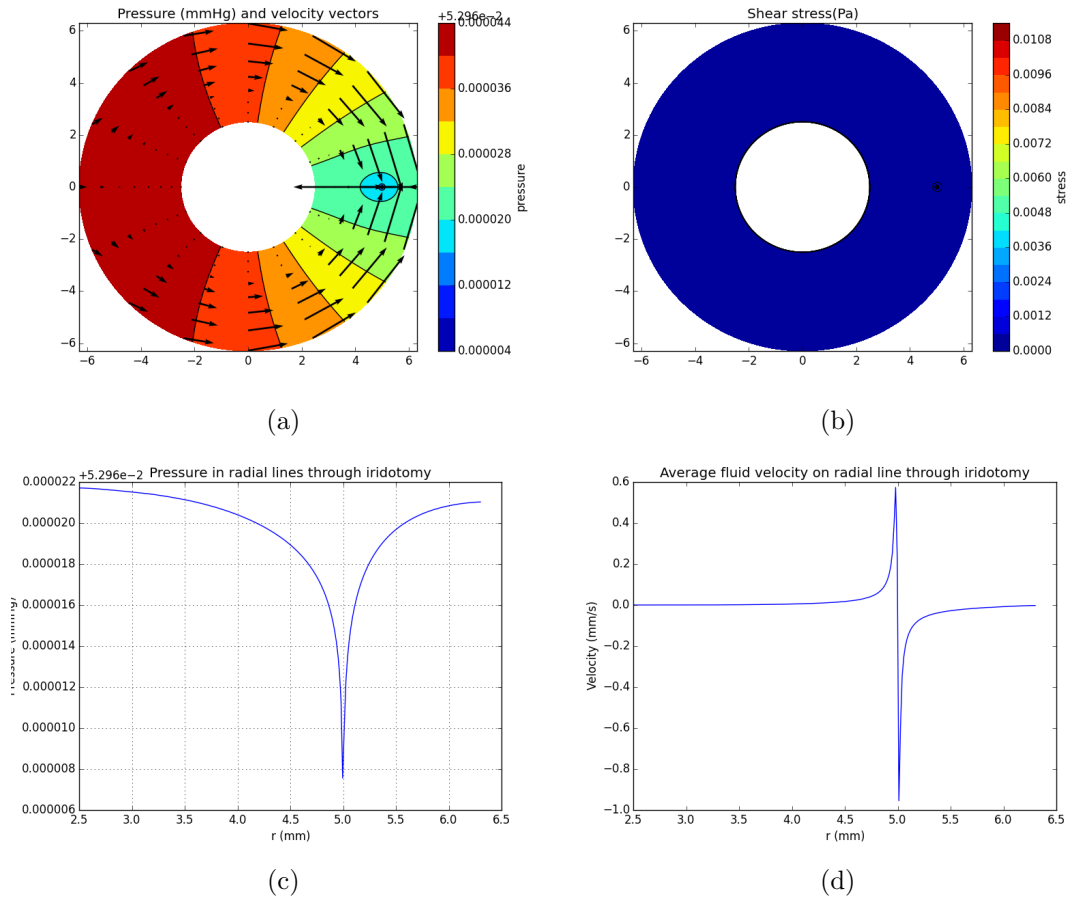 Pressure (mmHg) and velocity vectors
+5.296e−2
6
4
2
0
−2
−4
−6
−6 −4 −2 0 2 4 6
0.000044
0.000036
0.000028
0.000020
0.000012
0.000004
pressure
Shear stress(Pa)
6
4
2
0
−2
−4
−6
−6 −4 −2 0 2 4 6
0.0108
0.0096
0.0084
0.0072
0.0060
0.0048
0.0036
0.0024
0.0012
0.0000
stress
(a)
(b)
+5.296e−2 Pressure in radial lines through iridotomy
0.000022
0.000020
0.000018
0.000016
0.000014
0.000012
0.000010
0.000008
0.000006
2.5 3.0 3.5 4.0 4.5 5.0 5.5 6.0 6.5
r (mm)
Average fluid velocity on radial line through iridotomy
Velocity (mm/s)
0.6
0.4
0.2
0.0
−0.2
−0.4
−0.6
−0.8
−1.0
2.5 3.0 3.5 4.0 4.5 5.0 5.5 6.0 6.5
r (mm)
(c)
(d)